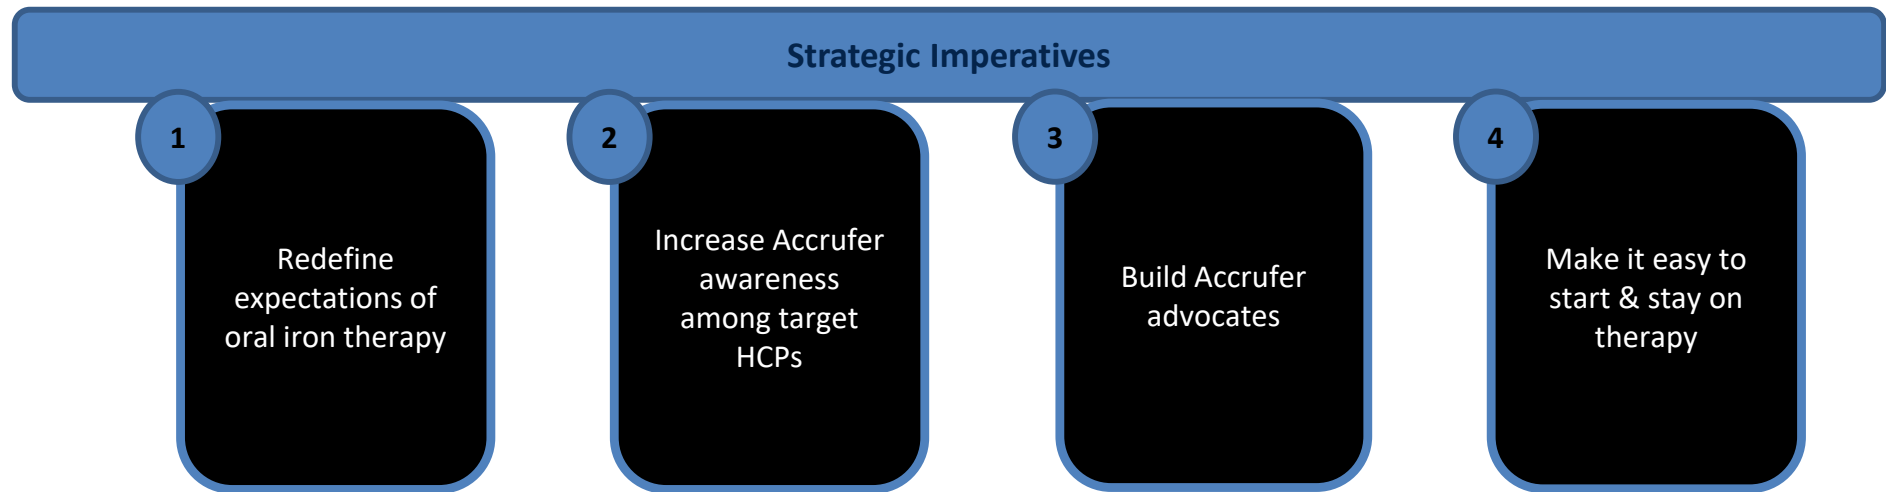 Strategic Imperatives
1
Redefine
expectations of
oral iron therapy
2
Increase Accrufer
awareness
among target
HCPs
3
Build Accrufer
advocates
4
Make it easy to
start & stay on
therapy